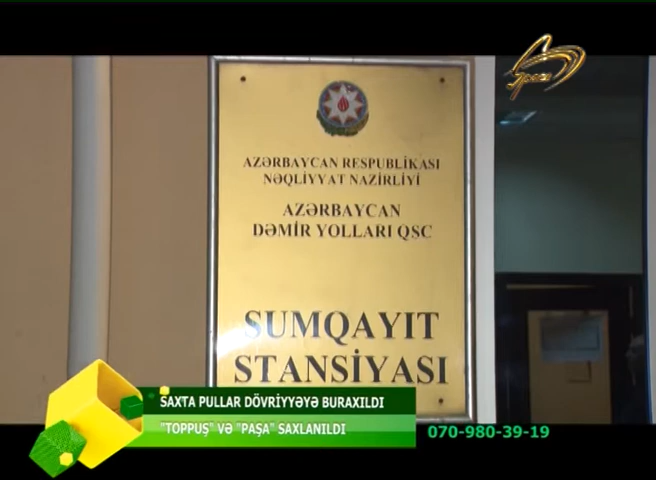 Space
AZƏRBAYCAN RESPUBLİKASI
NƏQLİYYAT NAZİRLİYİ
AZƏRBAYCAN
DƏMİR YOLLARI QSC
SUMQAYIT
STANSİYASI
SAXTA PULLAR DÖVRİYYƏYƏ BURAXILDI
"TOPPUŞ" VƏ "PAŞA" SAXLANILDI
070-980-39-19